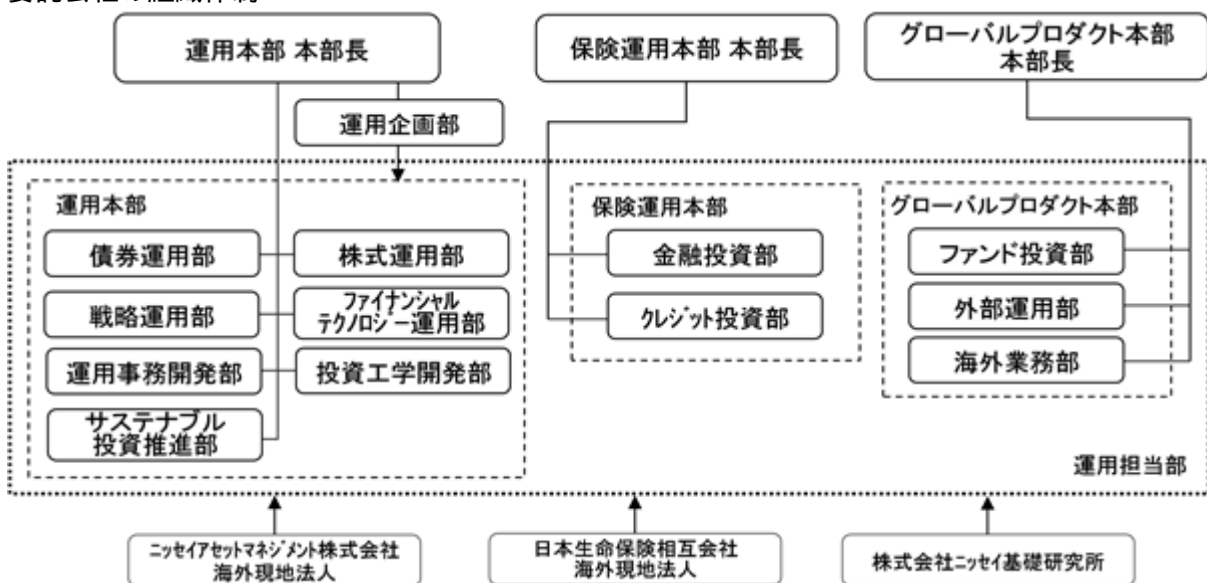 運用本部 本部長
保険運用本部 本部長
グローバルプロダクト本部
本部長
運用企画部
運用本部
債券運用部
株式運用部
戦略運用部
ファイナンシャル
テクノロジー運用部
運用事務開発部
投資工学開発部
サステナブル
投資推進部
保険運用本部
金融投資部
クレジット投資部
グローバルプロダクト本部
ファンド投資部
外部運用部
海外業務部
運用担当部
ニッセイアセットマネジメント株式会社
海外現地法人
日本生命保険相互会社
海外現地法人
株式会社ニッセイ基礎研究所